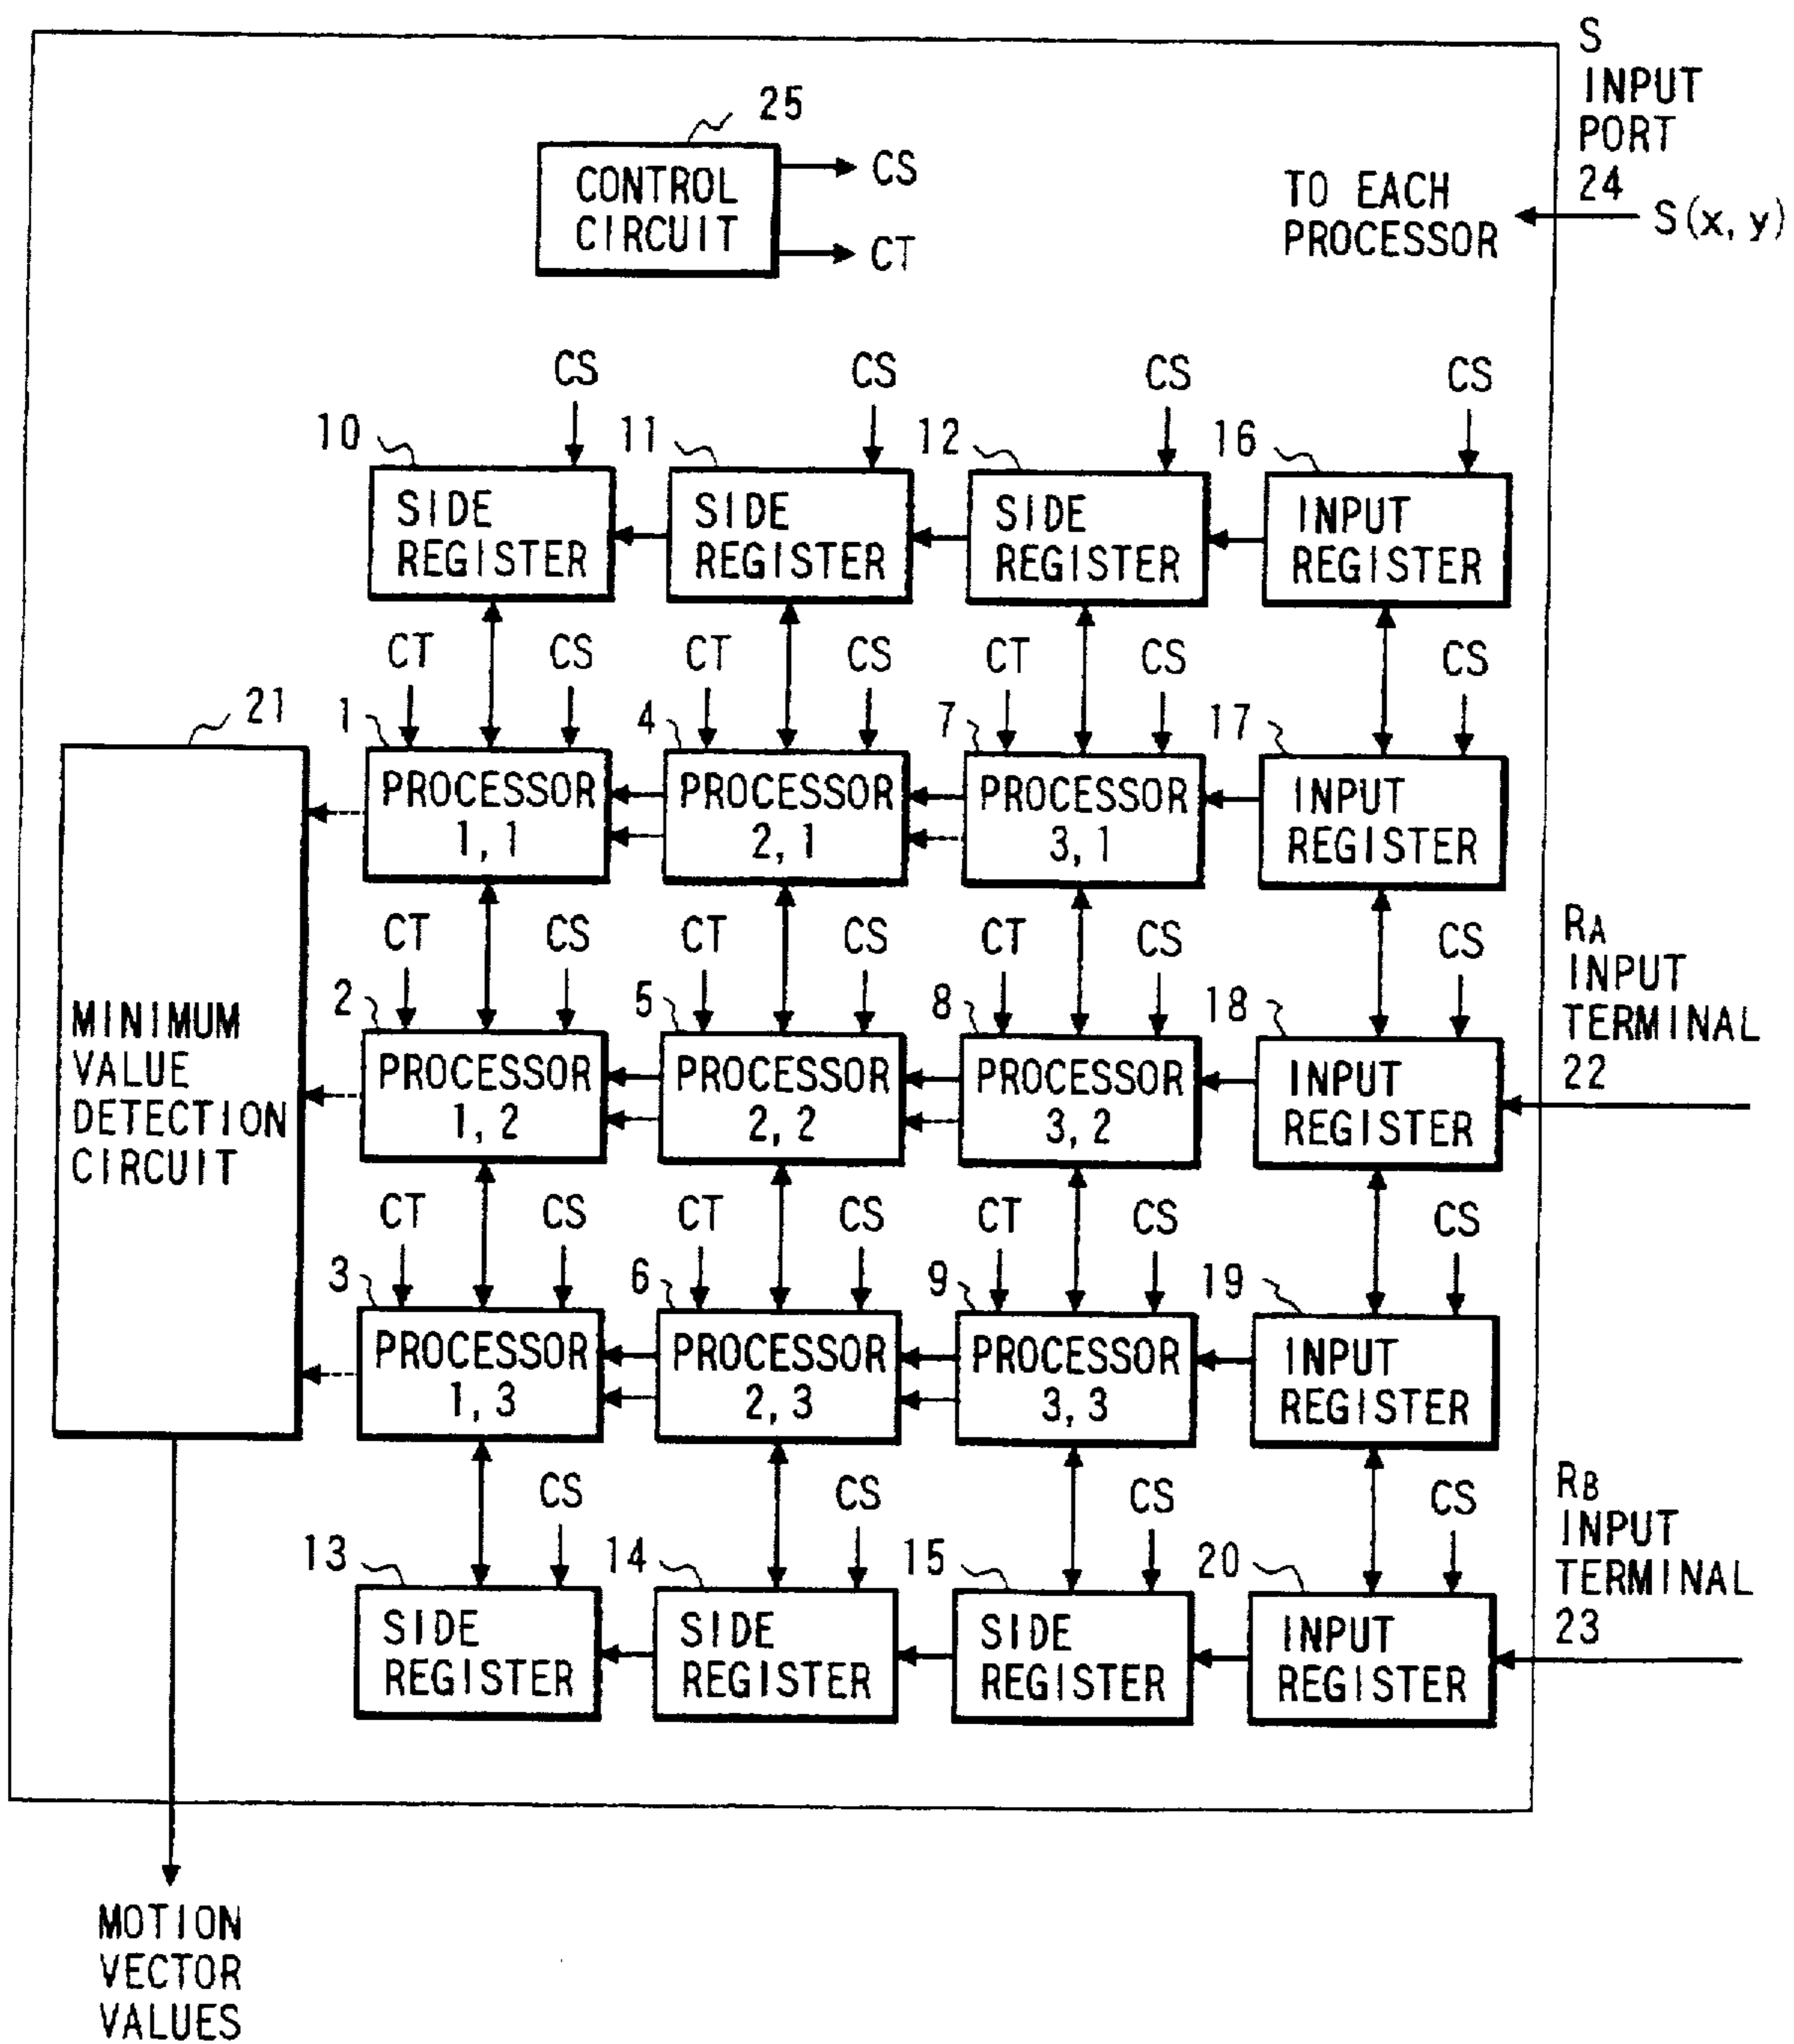 S
INPUT
PORT
24
25
CONTROL
CIRCUIT
CS
CT
TO EACH
PROCESSOR
S(x, y)
CS
CS
CS
CS
10
11
12
16
SIDE
REGISTER
SIDE
REGISTER
SIDE
REGISTER
INPUT
REGISTER
CT
CS
CT
CS
CT
CS
CS
21
1
4
7
17
PROCESSOR
1, 1
PROCESSOR
2, 1
PROCESSOR
3, 1
INPUT
REGISTER
CT
CS
CT
CS
CT
CS
CS
RA
INPUT
TERMINAL
22
2
5
8
18
MINIMUM
VALUE
DETECTION
CIRCUIT
PROCESSOR
1, 2
PROCESSOR
2, 2
PROCESSOR
3, 2
INPUT
REGISTER
CT
CS
CT
CS
CT
CS
CS
3
6
9
19
PROCESSOR
1, 3
PROCESSOR
2, 3
PROCESSOR
3, 3
INPUT
REGISTER
CS
CS
CS
CS
RB
INPUT
TERMINAL
23
13
14
15
20
SIDE
REGISTER
SIDE
REGISTER
SIDE
REGISTER
INPUT
REGISTER
MOTION
VECTOR
VALUES